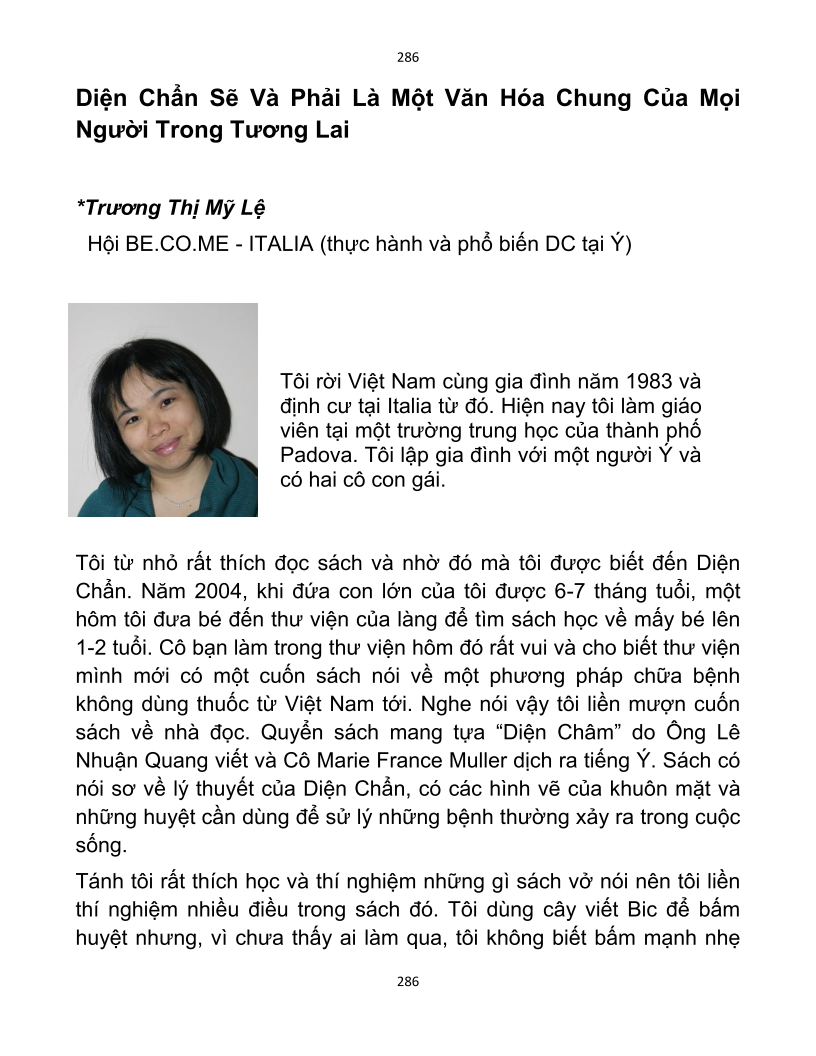 286
Diện Chẩn Sẽ Và Phải Là Một Văn Hóa Chung Của Mọi
Người Trong Tương Lai
*Trương Thị Mỹ Lệ
Hội BE.CO.ME - ITALIA (thực hành và phổ biến DC tại Ý)
Tôi rời Việt Nam cùng gia đình năm 1983 và
định cư tại Italia từ đó. Hiện nay tôi làm giáo
viên tại một trường trung học của thành phố
Padova. Tôi lập gia đình với một người Ý và
có hai cô con gái.
Tôi từ nhỏ rất thích đọc sách và nhờ đó mà tôi được biết đến Diện
Chẩn. Năm 2004, khi đứa con lớn của tôi được 6-7 tháng tuổi, một
hôm tôi đưa bé đến thư viện của làng để tìm sách học về mấy bé lên
1-2 tuổi. Cô bạn làm trong thư viện hôm đó rất vui và cho biết thư viện
mình mới có một cuốn sách nói về một phương pháp chữa bệnh
không dùng thuốc từ Việt Nam tới. Nghe nói vậy tôi liền mượn cuốn
sách về nhà đọc. Quyển sách mang tựa “Diện Châm” do Ông Lê
Nhuận Quang viết và Cô Marie France Muller dịch ra tiếng Ý. Sách có
nói sơ về lý thuyết của Diện Chẩn, có các hình vẽ của khuôn mặt và
những huyệt cần dùng để sử lý những bệnh thường xảy ra trong cuộc
sống.
Tánh tôi rất thích học và thí nghiệm những gì sách vở nói nên tôi liền
thí nghiệm nhiều điều trong sách đó. Tôi dùng cây viết Bic để bấm
huyệt nhưng, vì chưa thấy ai làm qua, tôi không biết bấm mạnh nhẹ
286